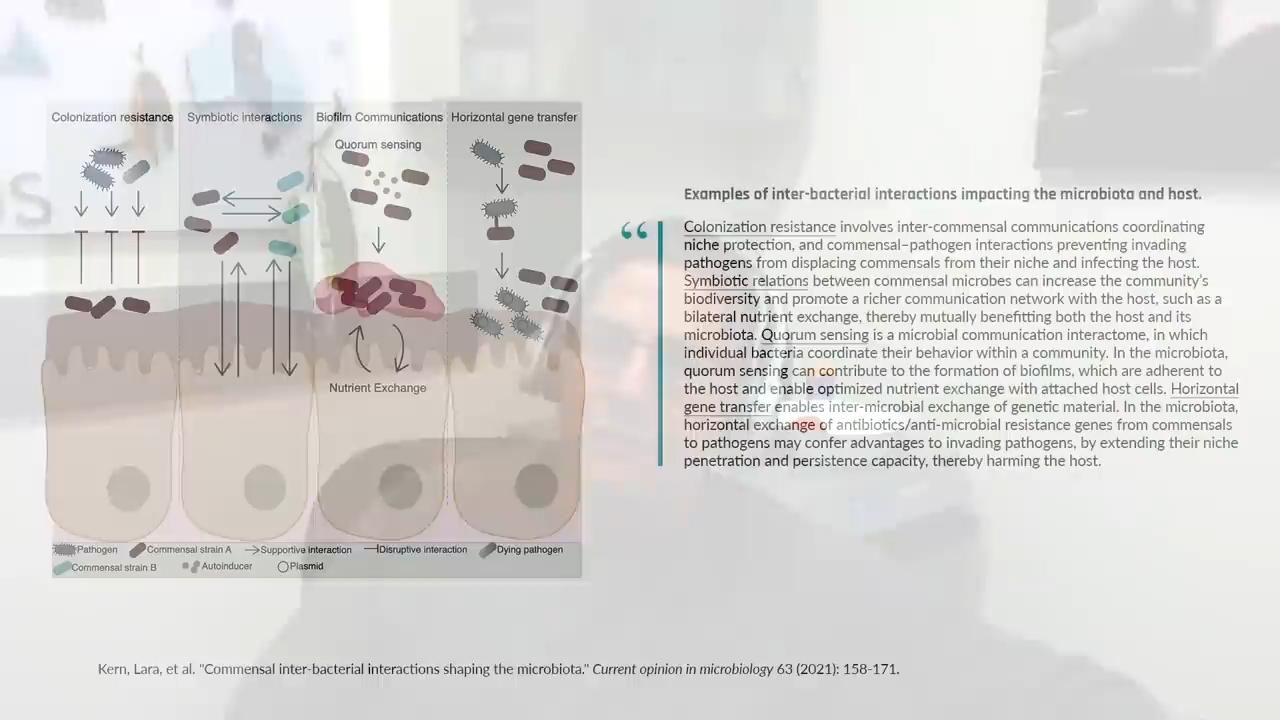 os
Colonization resistance
Symbiotic interactions
Biofilm Communications
Horizontal gene transfer
Quorum sensing
Nutrient Exchange
Pathogen
Commensal strain A
Supportive interaction
Disruptive interaction
Dying pathogen
Commensal strain B
Autoinducer
Plasmid
Examples of inter-bacterial interactions impacting the microbiota and host.
“
Colonization resistance involves inter-commensal communications coordinating
niche protection, and commensal–pathogen interactions preventing invading
pathogens from displacing commensals from their niche and infecting the host.
Symbiotic relations between commensal microbes can increase the community's
biodiversity and promote a richer communication network with the host, such as a
bilateral nutrient exchange, thereby mutually benefitting both the host and its
microbiota. Quorum sensing is a microbial communication interactome, in which
individual bacteria coordinate their behavior within a community. In the microbiota,
quorum sensing can contribute to the formation of biofilms, which are adherent to
the host and enable optimized nutrient exchange with attached host cells. Horizontal
gene transfer enables inter-microbial exchange of genetic material. In the microbiota,
horizontal exchange of antibiotics/anti-microbial resistance genes from commensals
to pathogens may confer advantages to invading pathogens, by extending their niche
penetration and persistence capacity, thereby harming the host.
Kern, Lara, et al. "Commensal inter-bacterial interactions shaping the microbiota." Current opinion in microbiology 63 (2021): 158-171.